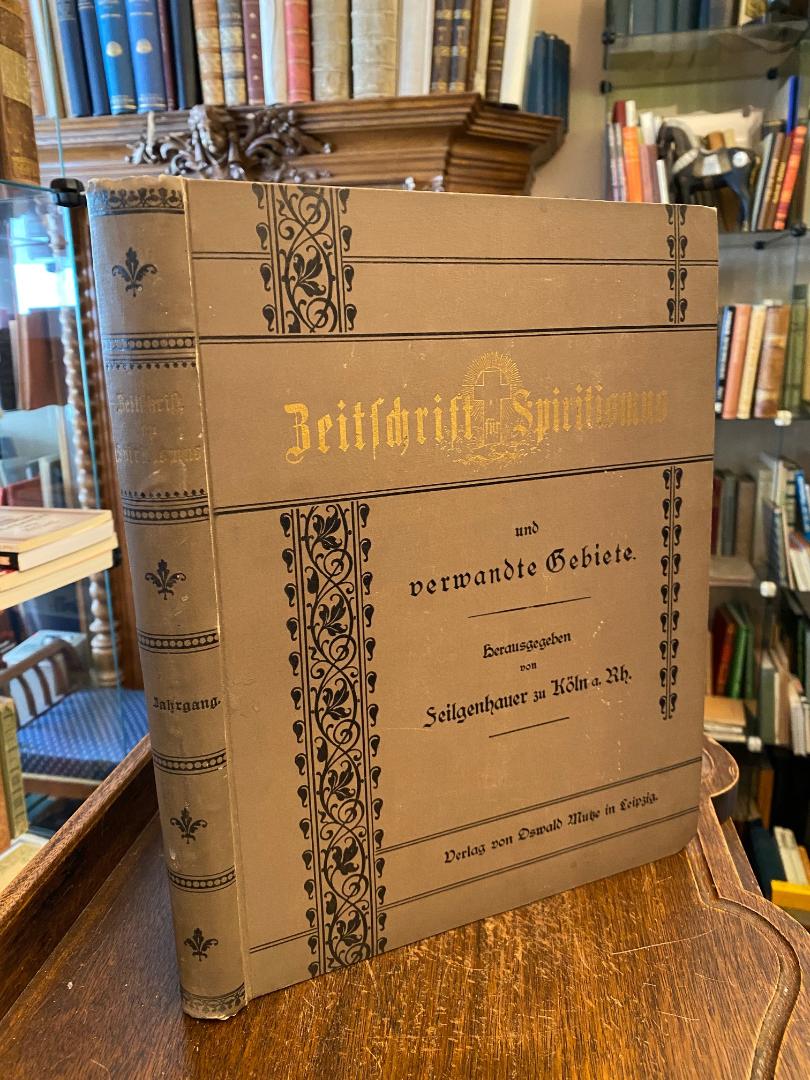 Zeitschrift für Spiritismus
und
verwandte Gebiete.
Herausgegeben
von
Feilgenhauer zu Köln a. Rh.
Verlag von Oswald Mutze in Leipzig.
Zeitschrift
für
Spiritismus
Jahrgang.